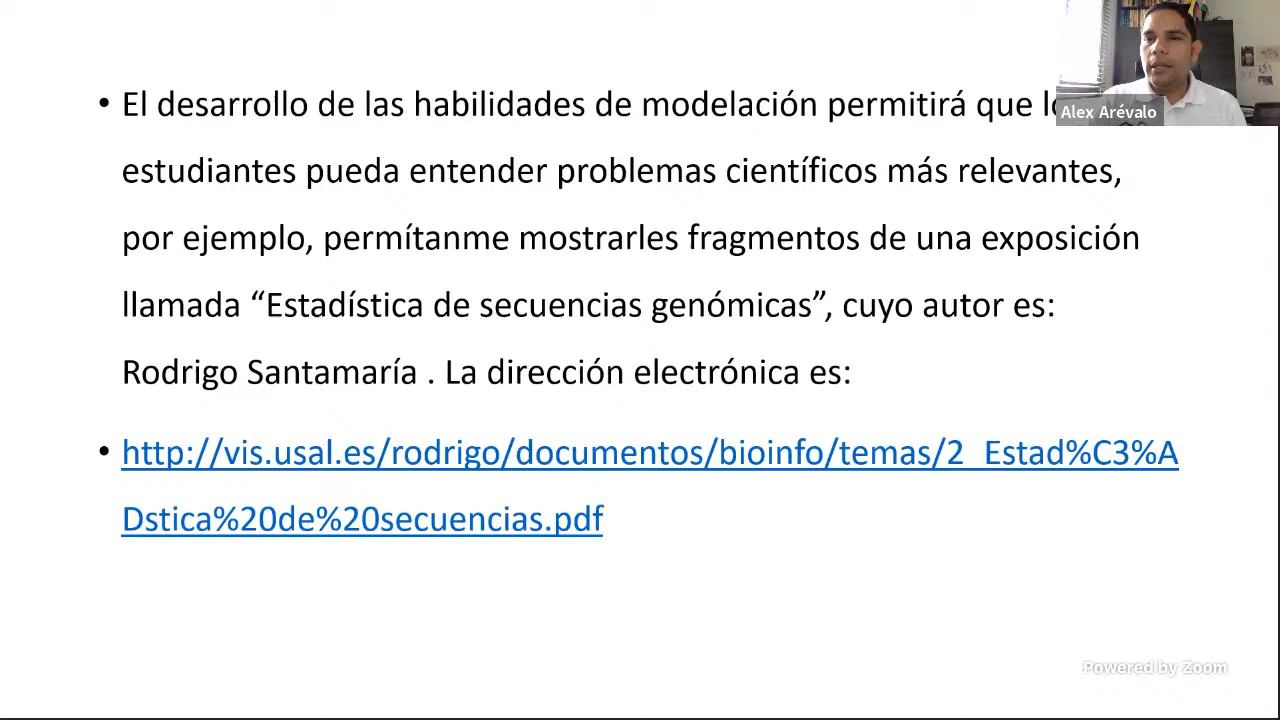 • El desarrollo de las habilidades de modelación permitirá que
estudiantes pueda entender problemas científicos más relevantes,
por ejemplo, permítanme mostrarles fragmentos de una exposición
llamada “Estadística de secuencias genómicas”, cuyo autor es:
Rodrigo Santamaría . La dirección electrónica es:
• http://vis.usal.es/rodrigo/documentos/bioinfo/temas/2_Estad%C3%A
Dstica%20de%20secuencias.pdf
Alex Arévalo
Powered by Zoom